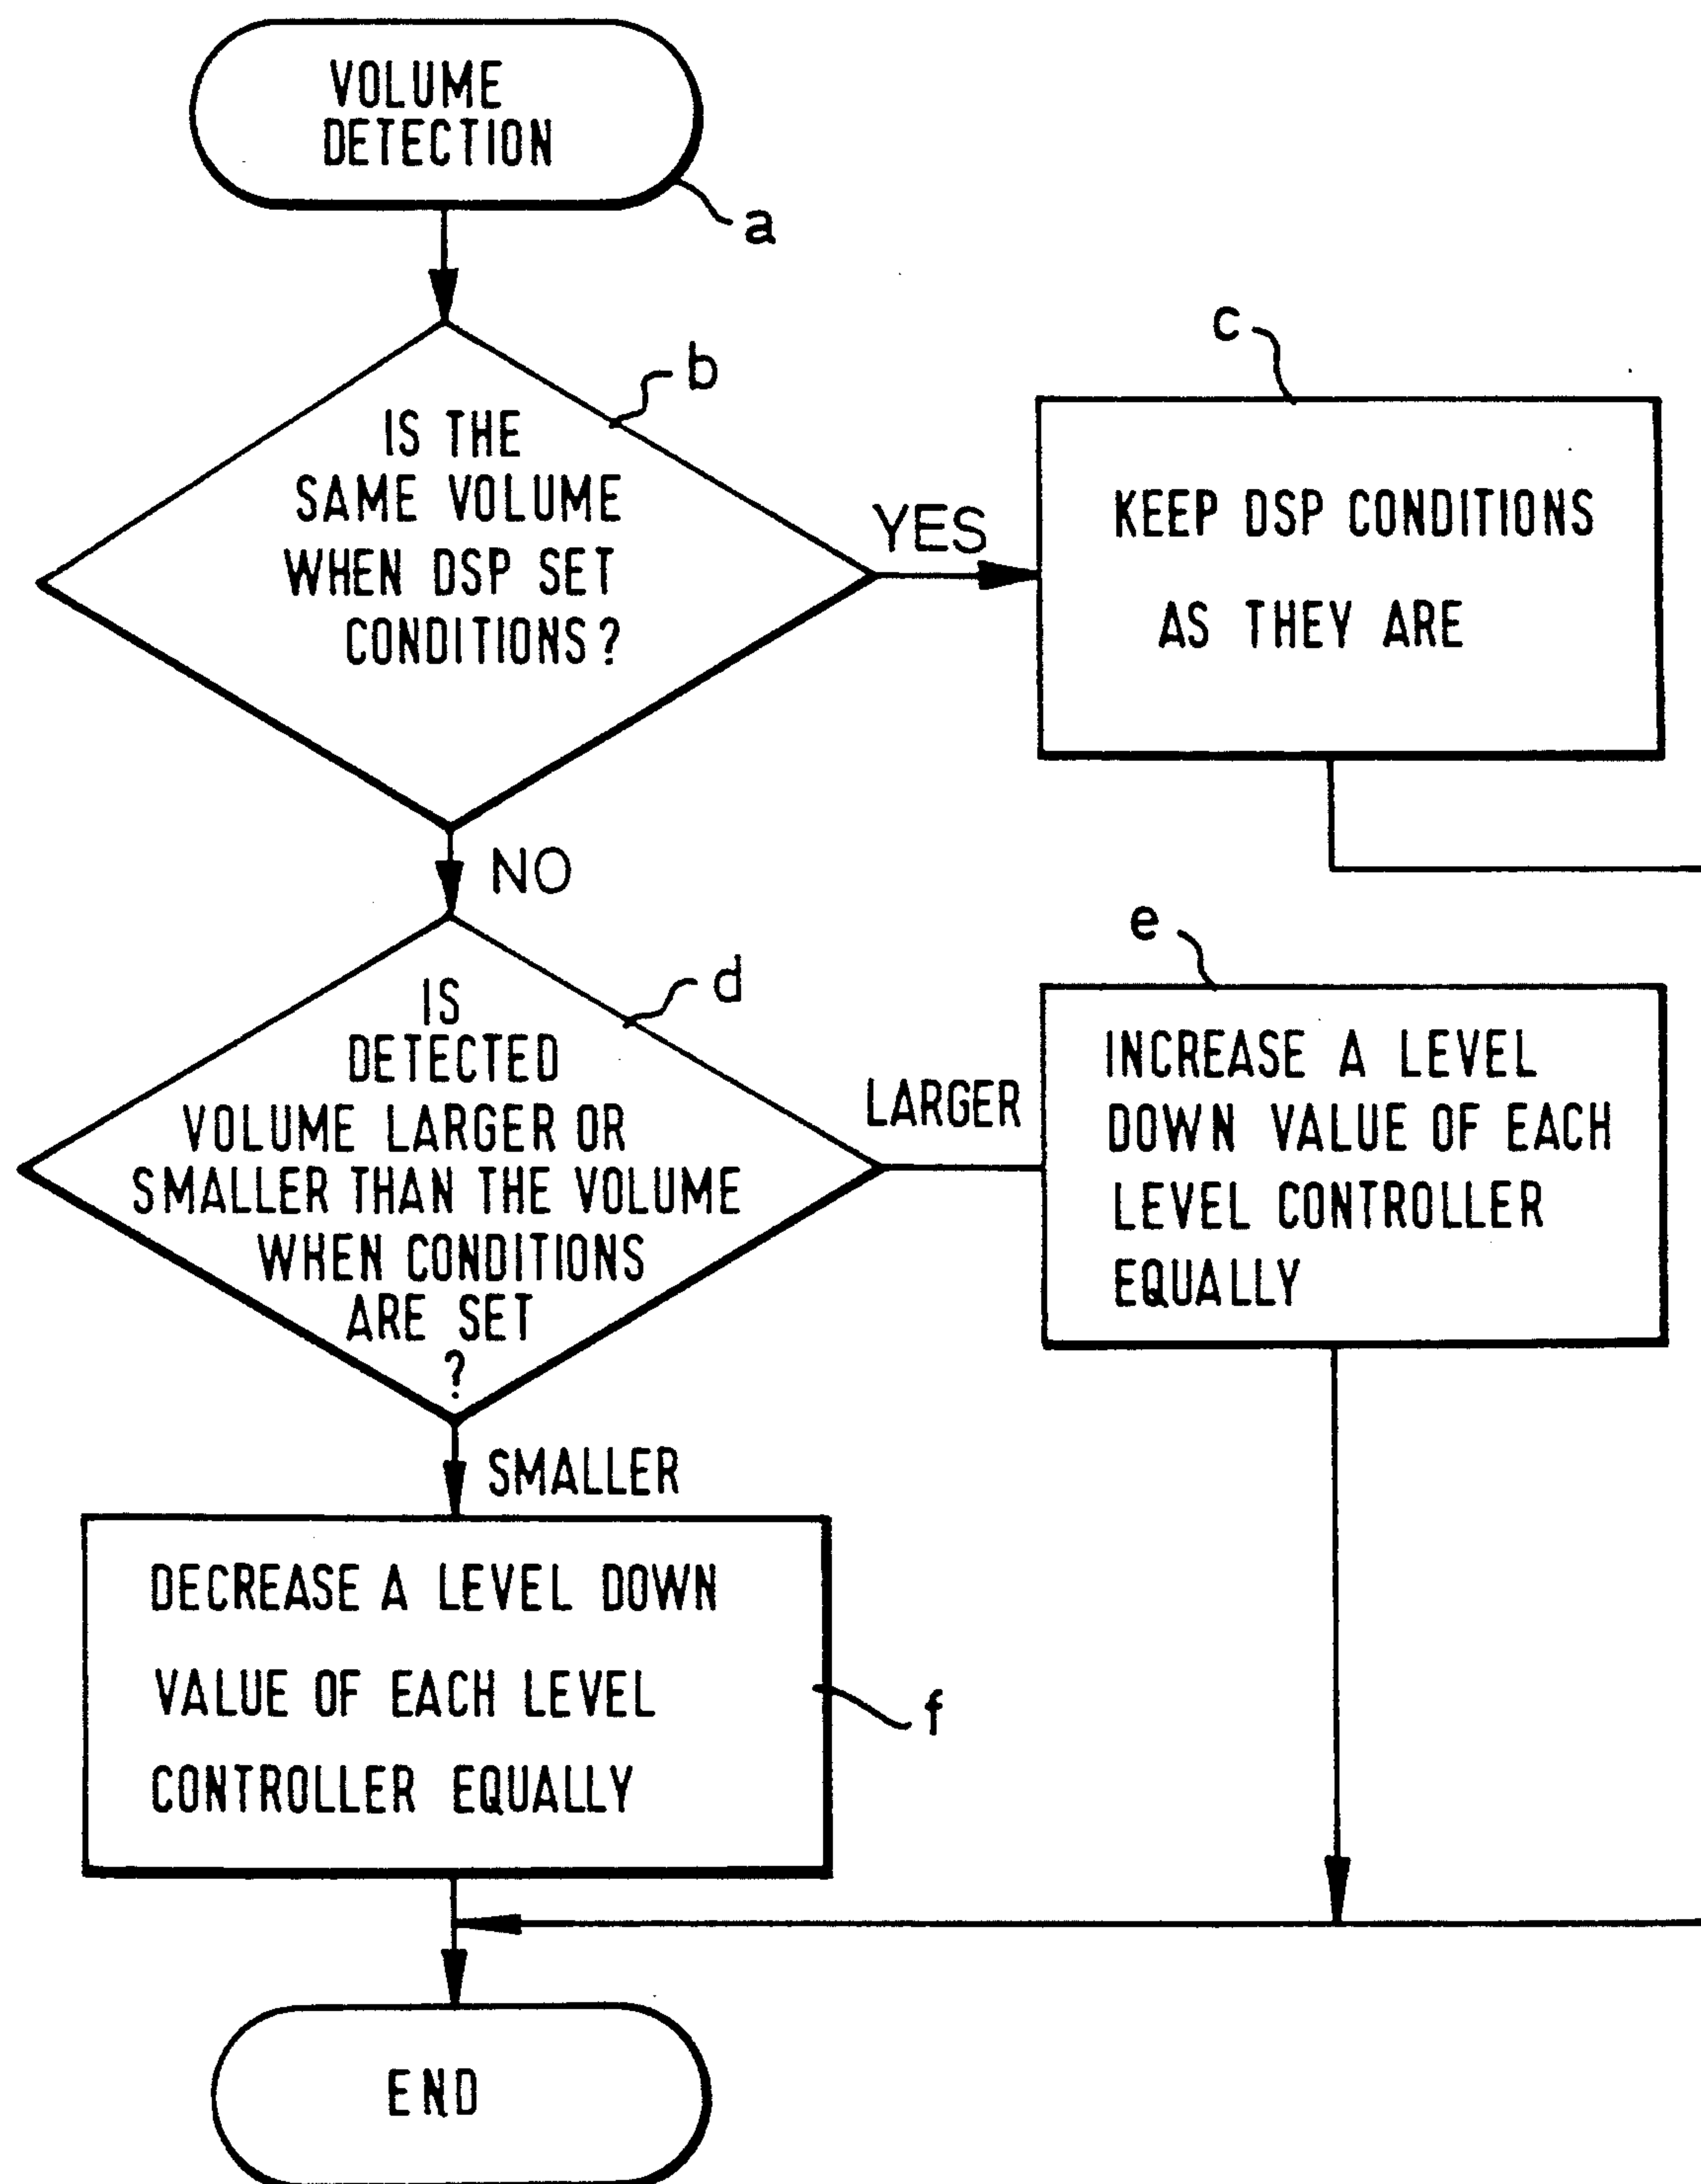 VOLUME
DETECTION
a
b
IS THE
SAME VOLUME
WHEN DSP SET
CONDITIONS?
YES
c
KEEP DSP CONDITIONS
AS THEY ARE
NO
d
IS
DETECTED
VOLUME LARGER OR
SMALLER THAN THE VOLUME
WHEN CONDITIONS
ARE SET
?
LARGER
e
INCREASE A LEVEL
DOWN VALUE OF EACH
LEVEL CONTROLLER
EQUALLY
SMALLER
DECREASE A LEVEL DOWN
VALUE OF EACH LEVEL
CONTROLLER EQUALLY
f
END